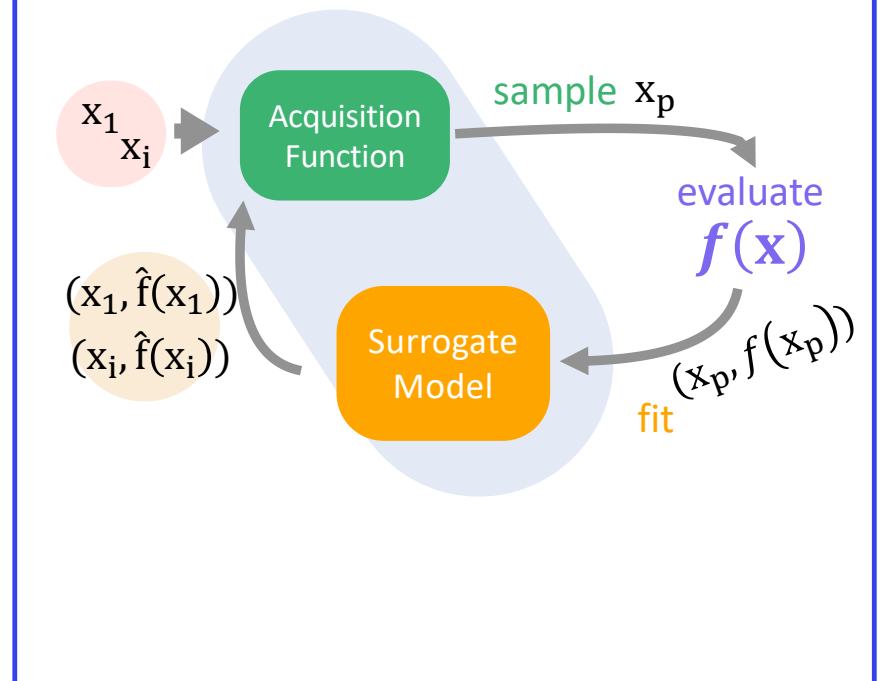 x₁
xᵢ
Acquisition
Function
sample xₚ
evaluate
f(x)
(x₁, f̂(x₁))
(xᵢ, f̂(xᵢ))
Surrogate
Model
(xₚ, f(xₚ))
fit